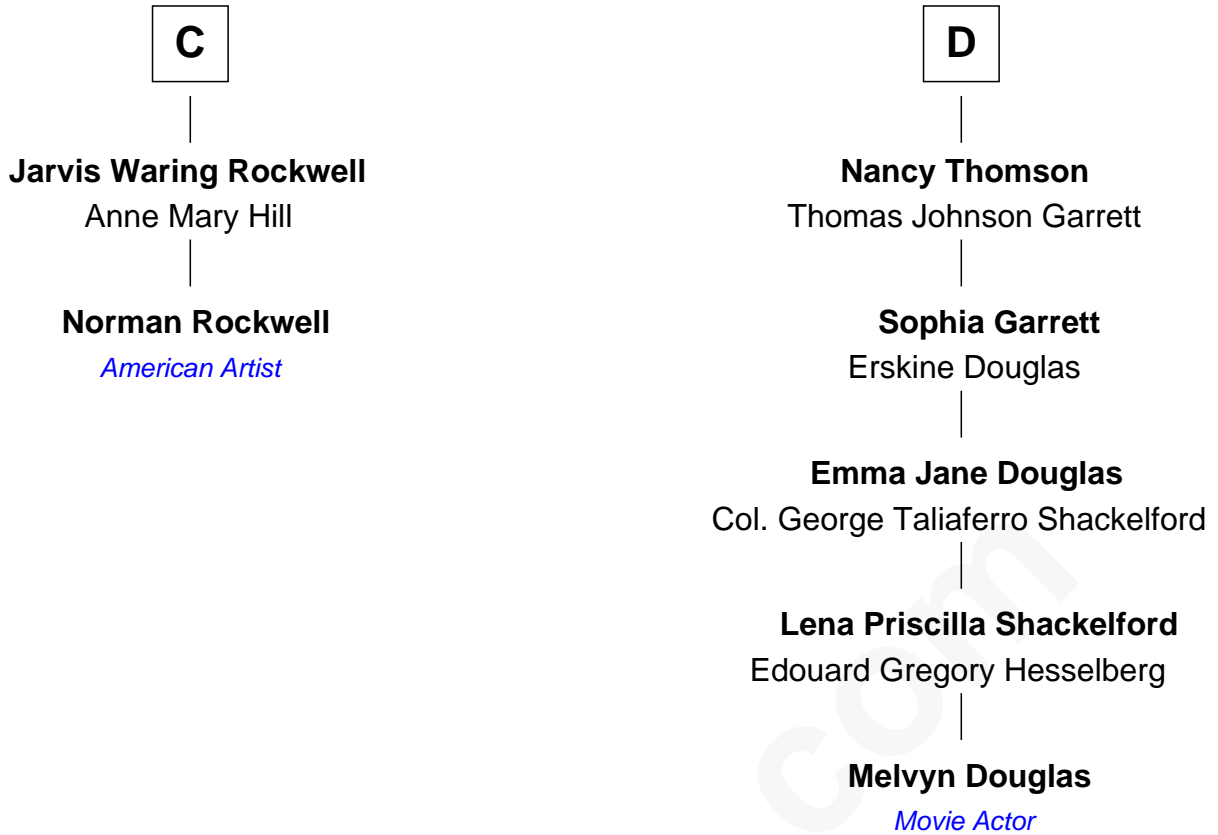 C
Jarvis Waring Rockwell
Anne Mary Hill
Norman Rockwell
American Artist
D
Nancy Thomson
Thomas Johnson Garrett
Sophia Garrett
Erskine Douglas
Emma Jane Douglas
Col. George Taliaferro Shackelford
Lena Priscilla Shackelford
Edouard Gregory Hesselberg
Melvyn Douglas
Movie Actor
com